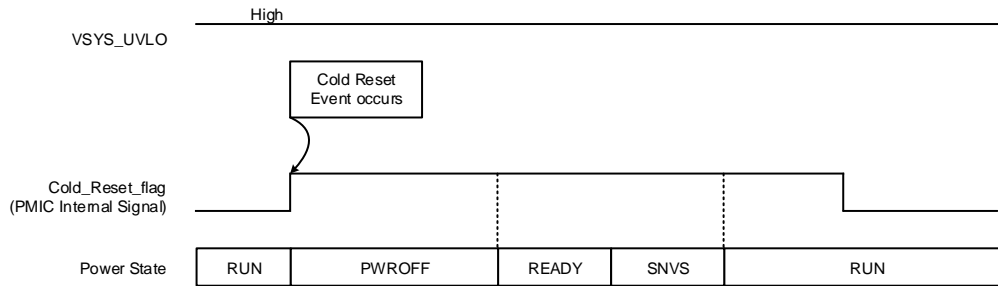 High
VSYS_UVLO
Cold Reset
Event occurs
Cold_Reset_flag
(PMIC Internal Signal)
Power State
RUN
PWROFF
READY
SNVS
RUN